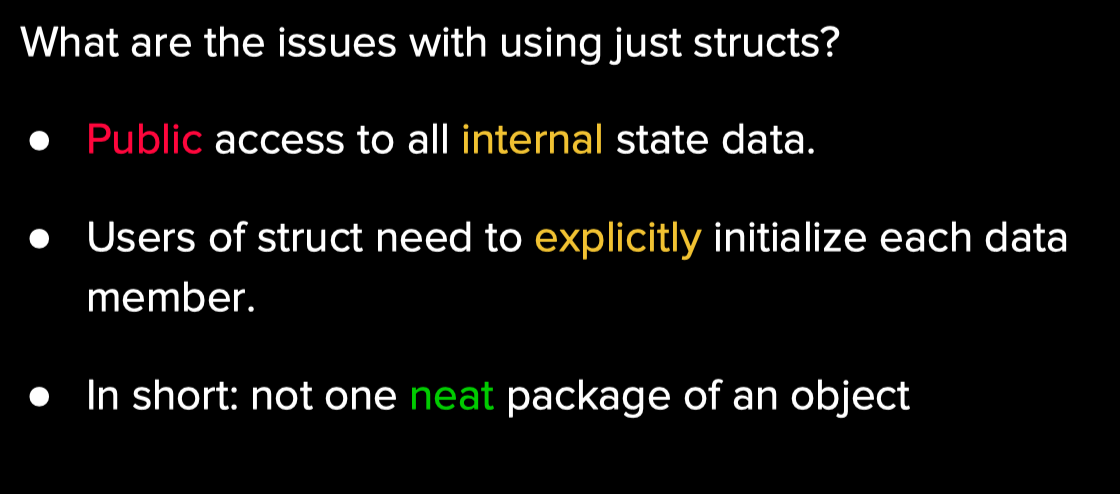 What are the issues with using just structs?
● Public access to all internal state data.
● Users of struct need to explicitly initialize each data
member.
● In short: not one neat package of an object